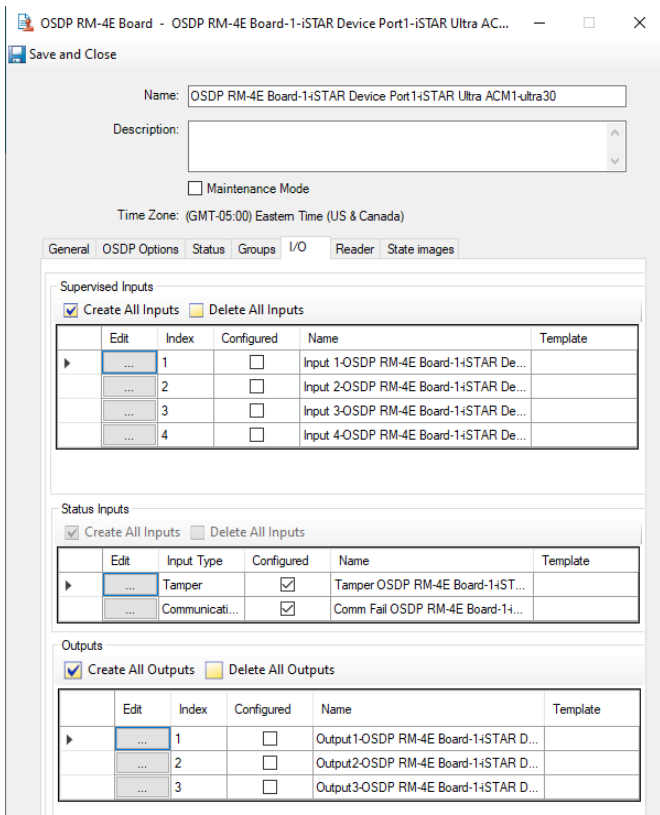 OSDP RM-4E Board - OSDP RM-4E Board-1-iSTAR Device Port1-iSTAR Ultra AC...
Save and Close
Name: OSDP RM-4E Board-1-iSTAR Device Port1-iSTAR Ultra ACM1-ultra30
Description:
Maintenance Mode
Time Zone: (GMT-05:00) Eastern Time (US & Canada)
General OSDP Options Status Groups I/O Reader State images
Supervised Inputs
Create All Inputs Delete All Inputs
Edit Index Configured Name Template
... 1 Input 1-OSDP RM-4E Board-1-iSTAR De...
... 2 Input 2-OSDP RM-4E Board-1-iSTAR De...
... 3 Input 3-OSDP RM-4E Board-1-iSTAR De...
... 4 Input 4-OSDP RM-4E Board-1-iSTAR De...
Status Inputs
Create All Inputs Delete All Inputs
Edit Input Type Configured Name Template
... Tamper Tamper OSDP RM-4E Board-1-iST...
... Communicati... Comm Fail OSDP RM-4E Board-1-i...
Outputs
Create All Outputs Delete All Outputs
Edit Index Configured Name Template
... 1 Output1-OSDP RM-4E Board-1-iSTAR D...
... 2 Output2-OSDP RM-4E Board-1-iSTAR D...
... 3 Output3-OSDP RM-4E Board-1-iSTAR D...